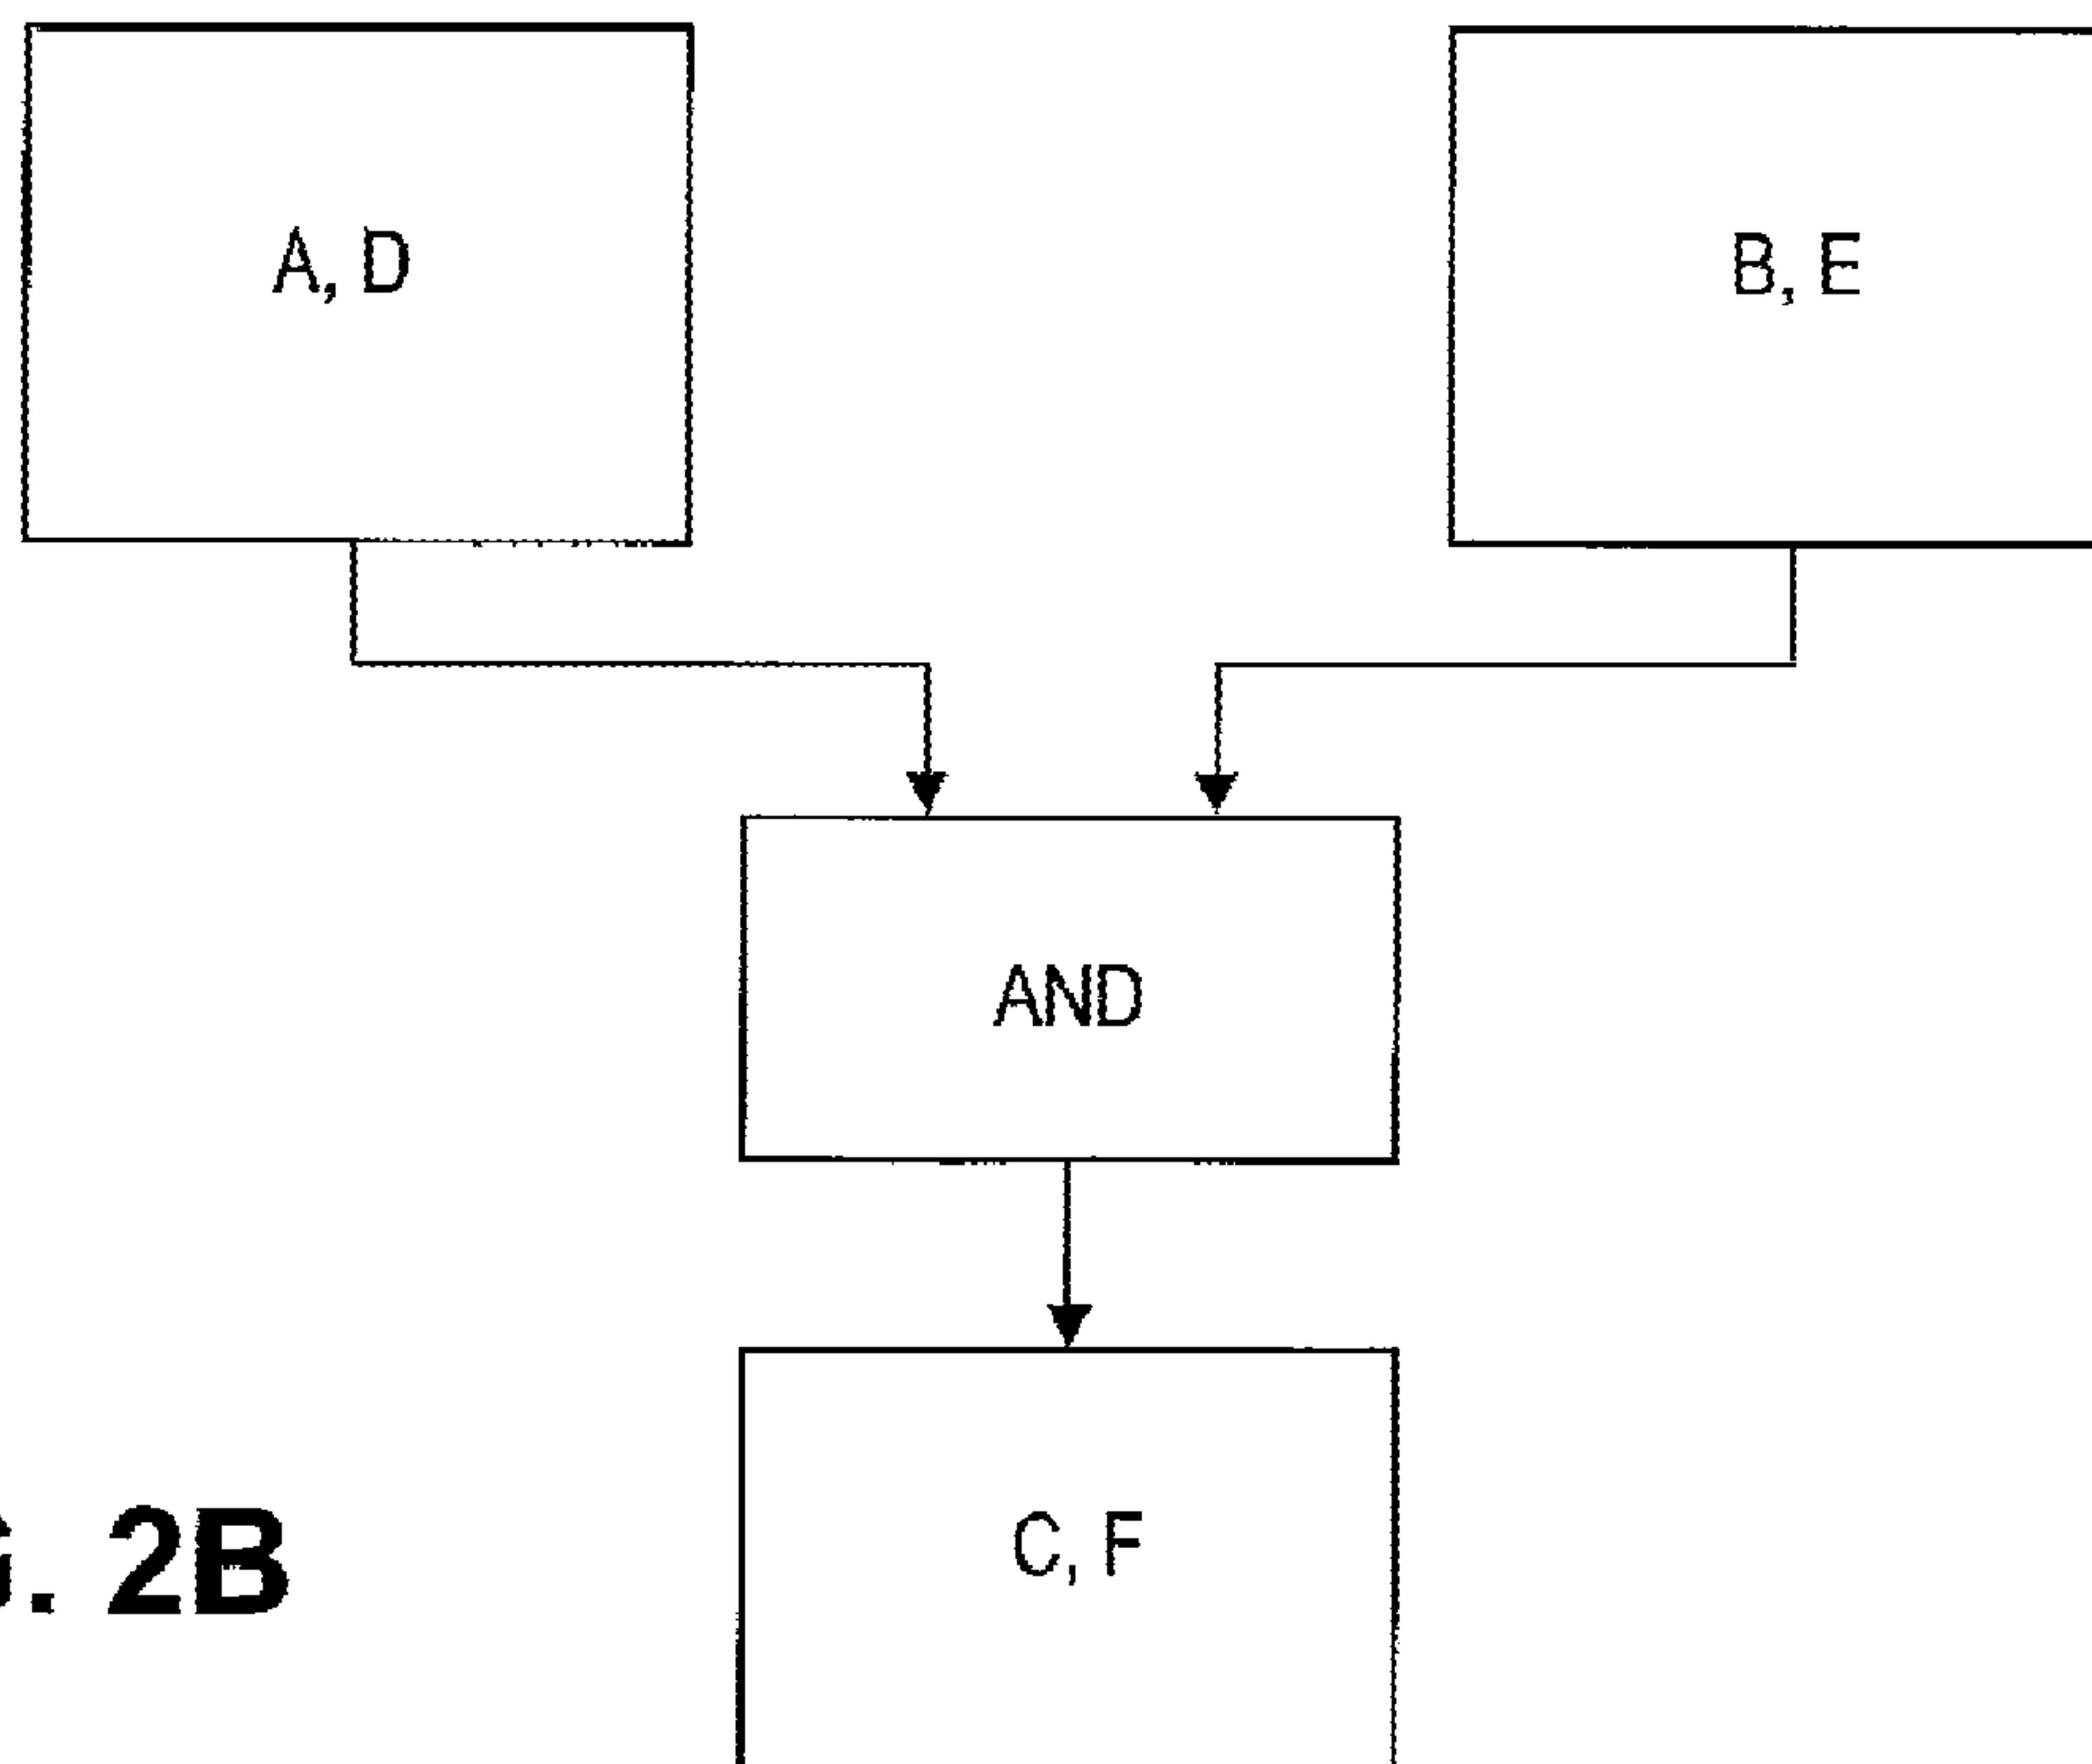 A, D
B, E
AND
C, F
. 2B